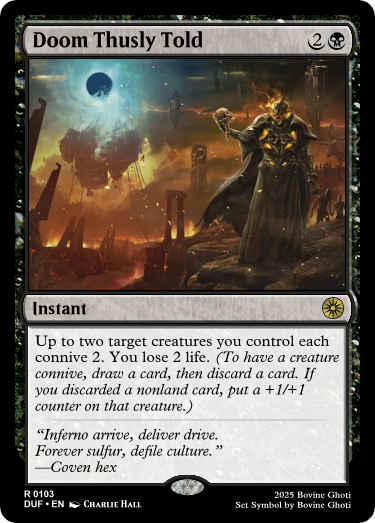 Doom Thusly Told 2
Instant
Up to two target creatures you control each
connive 2. You lose 2 life. (To have a creature
connive, draw a card, then discard a card. If
you discarded a nonland card, put a +1/+1
counter on that creature.)
“Inferno arrive, deliver drive.
Forever sulfur, defile culture.”
—Coven hex
R 0103
DUF • EN CHARLIE HALL
2025 Bovine Ghoti
Set Symbol by Bovine Ghoti